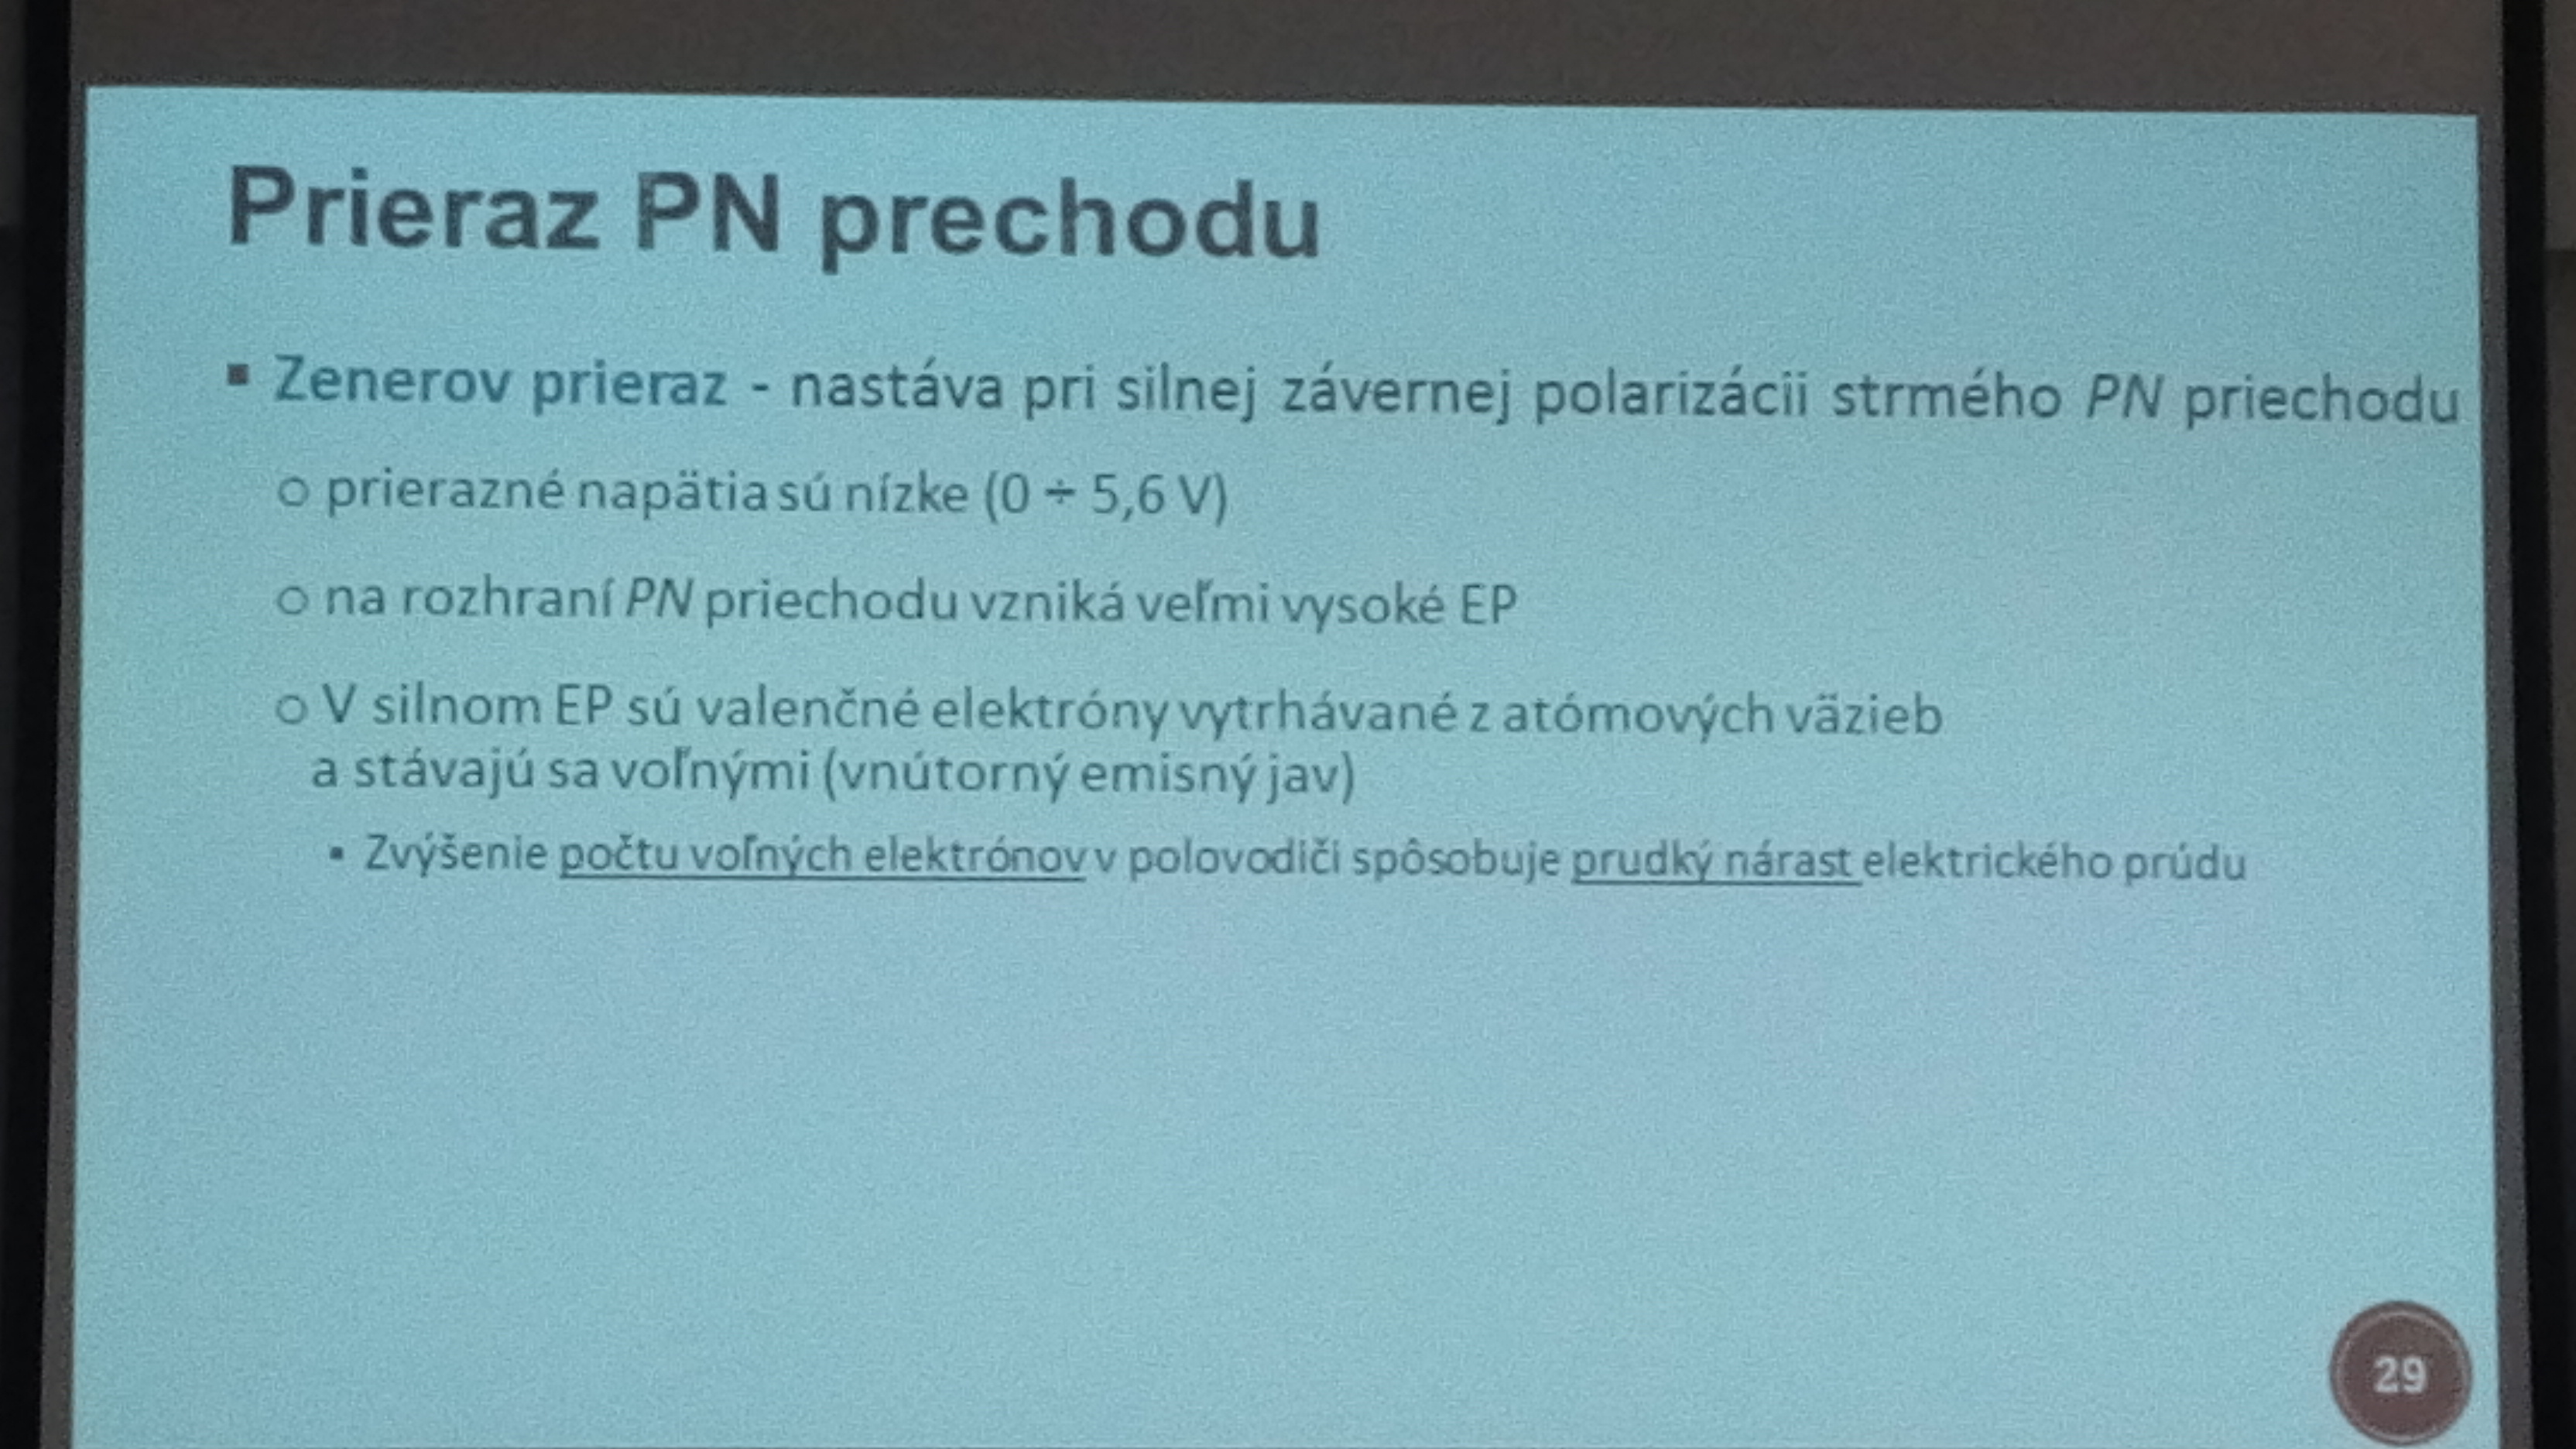 Prieraz PN prechodu
▪ Zenerov prieraz - nastáva pri silnej závernej polarizácii strmého PN priechodu
o prierazné napätia sú nízke (0 ÷ 5,6 V)
o na rozhraní PN priechodu vzniká veľmi vysoké EP
o V silnom EP sú valenčné elektróny vytrhávané z atómových väzieb
a stávajú sa voľnými (vnútorný emisný jav)
▪ Zvýšenie počtu voľných elektrónov v polovodiči spôsobuje prudký nárast elektrického prúdu
29